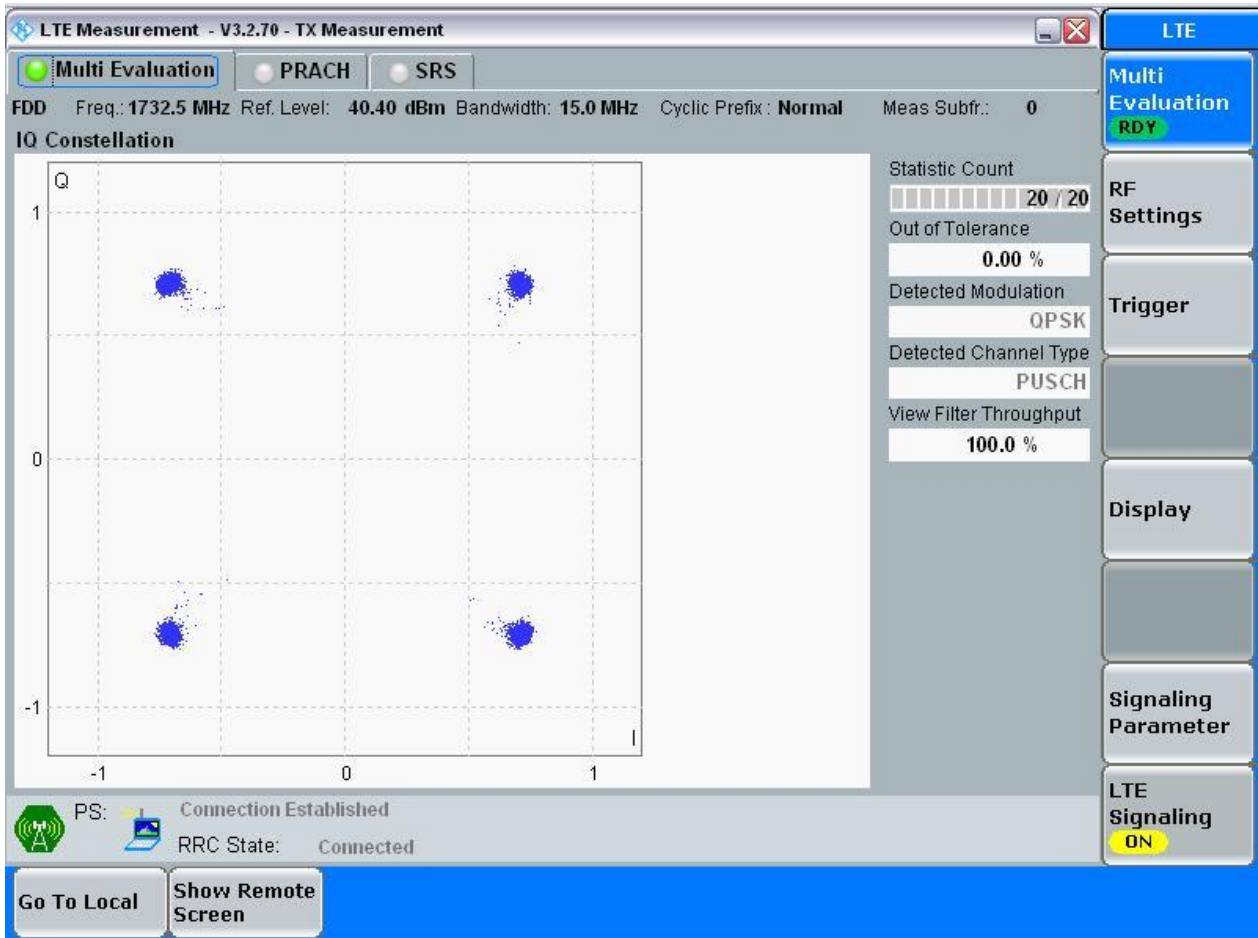 LTE Measurement - V3.2.70 - TX Measurement
LTE
Multi Evaluation PRACH SRS
FDD Freq.: 1732.5 MHz Ref. Level: 40.40 dBm Bandwidth: 15.0 MHz Cyclic Prefix : Normal Meas Subfr.: 0
IQ Constellation
Q
1
0
-1
-1 0 1
I
Statistic Count
20 / 20
Out of Tolerance
0.00 %
Detected Modulation
QPSK
Detected Channel Type
PUSCH
View Filter Throughput
100.0 %
Multi
Evaluation
RDY
RF
Settings
Trigger
Display
Signaling
Parameter
LTE
Signaling
ON
PS: Connection Established
RRC State: Connected
Go To Local
Show Remote
Screen